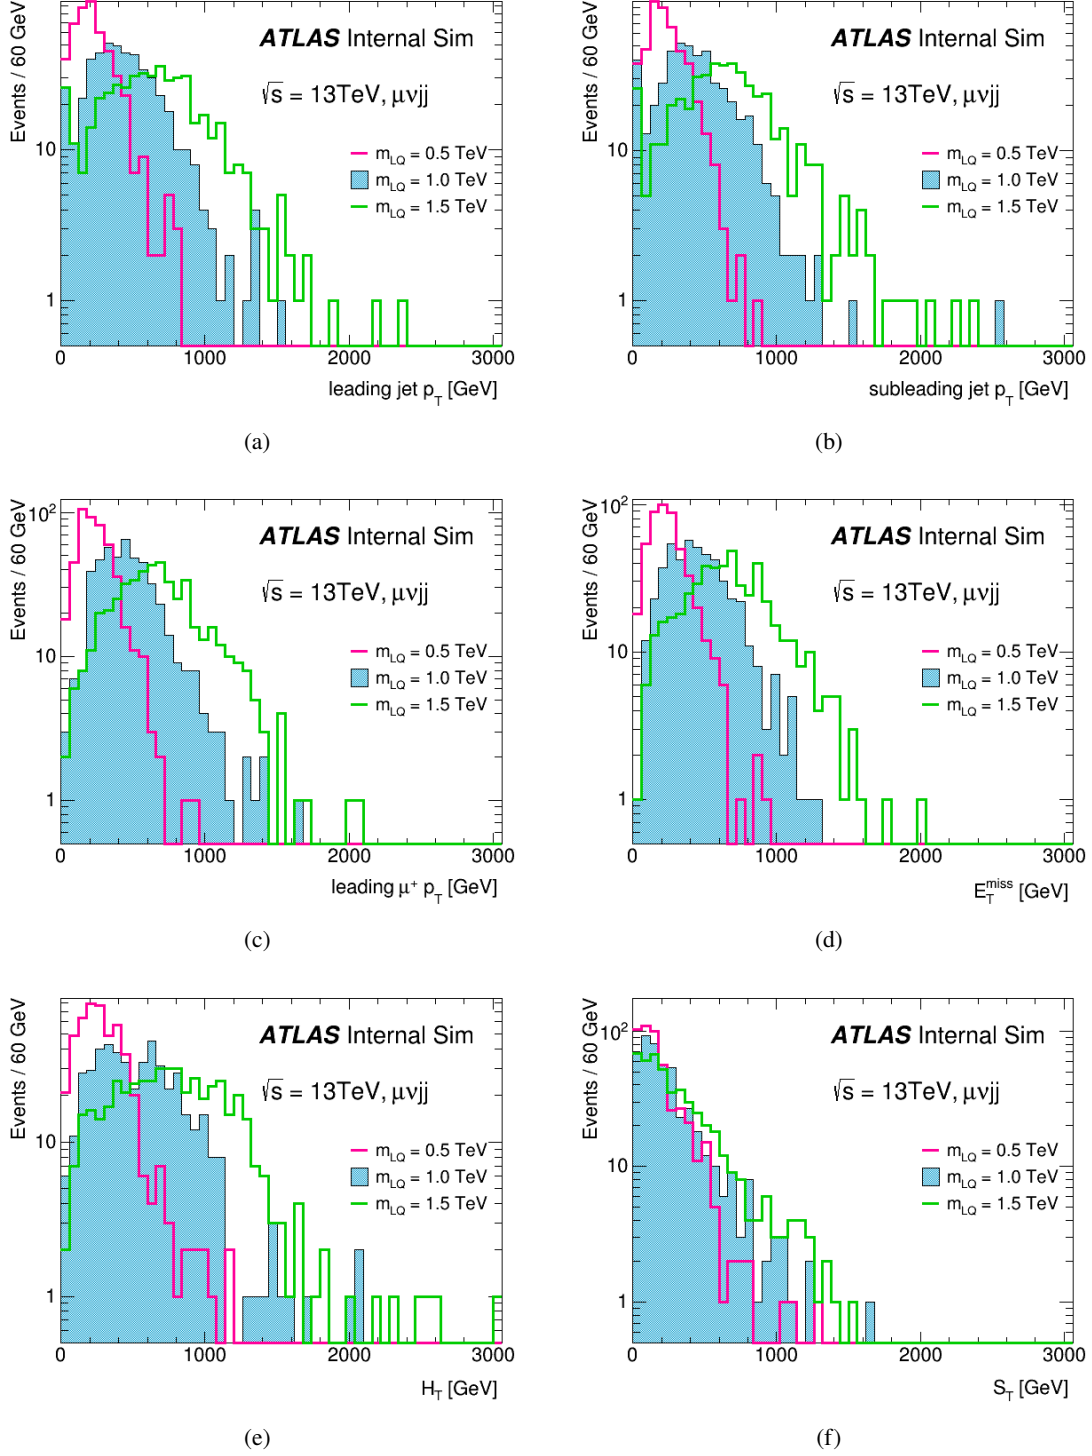 Events / 60 GeV
10
1
ATLAS Internal Sim
√s = 13TeV, μνjj
m_LQ = 0.5 TeV
m_LQ = 1.0 TeV
m_LQ = 1.5 TeV
0 1000 2000 3000
leading jet p_T [GeV]
(a)
Events / 60 GeV
10
1
ATLAS Internal Sim
√s = 13TeV, μνjj
m_LQ = 0.5 TeV
m_LQ = 1.0 TeV
m_LQ = 1.5 TeV
0 1000 2000 3000
subleading jet p_T [GeV]
(b)
Events / 60 GeV
10²
10
1
ATLAS Internal Sim
√s = 13TeV, μνjj
m_LQ = 0.5 TeV
m_LQ = 1.0 TeV
m_LQ = 1.5 TeV
0 1000 2000 3000
leading μ⁺ p_T [GeV]
(c)
Events / 60 GeV
10²
10
1
ATLAS Internal Sim
√s = 13TeV, μνjj
m_LQ = 0.5 TeV
m_LQ = 1.0 TeV
m_LQ = 1.5 TeV
0 1000 2000 3000
E_T^miss [GeV]
(d)
Events / 60 GeV
10
1
ATLAS Internal Sim
√s = 13TeV, μνjj
m_LQ = 0.5 TeV
m_LQ = 1.0 TeV
m_LQ = 1.5 TeV
0 1000 2000 3000
H_T [GeV]
(e)
Events / 60 GeV
10²
10
1
ATLAS Internal Sim
√s = 13TeV, μνjj
m_LQ = 0.5 TeV
m_LQ = 1.0 TeV
m_LQ = 1.5 TeV
0 1000 2000 3000
S_T [GeV]
(f)